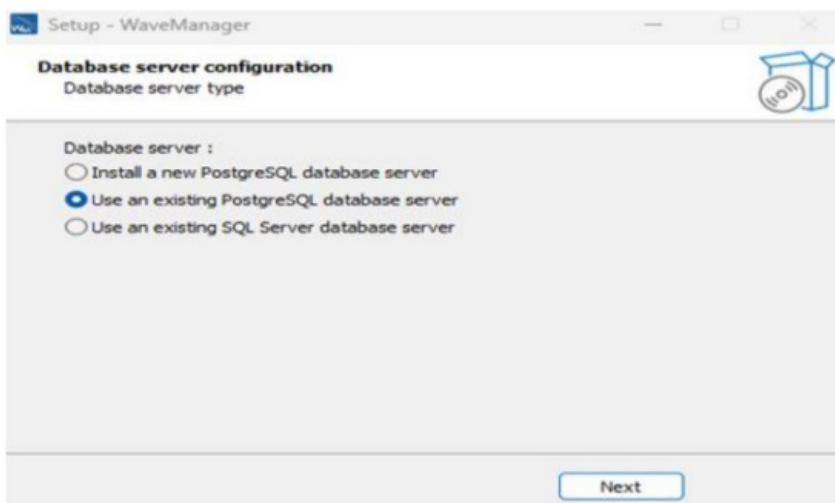 Setup - WaveManager
Database server configuration
Database server type
Database server :
Install a new PostgreSQL database server
Use an existing PostgreSQL database server
Use an existing SQL Server database server
Next